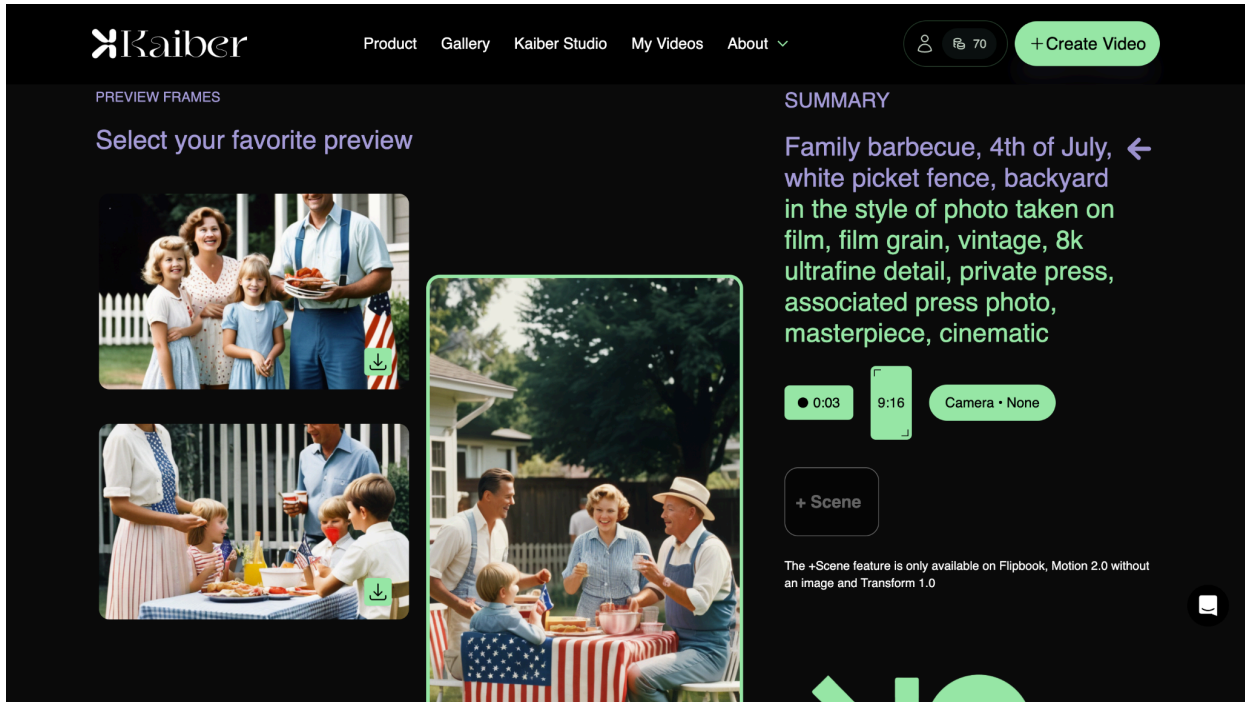 Kaiber
Product
Gallery
Kaiber Studio
My Videos
About
70
+Create Video
PREVIEW FRAMES
Select your favorite preview
SUMMARY
Family barbecue, 4th of July,
white picket fence, backyard
in the style of photo taken on
film, film grain, vintage, 8k
ultrafine detail, private press,
associated press photo,
masterpiece, cinematic
0:03
9:16
Camera • None
+ Scene
The +Scene feature is only available on Flipbook, Motion 2.0 without
an image and Transform 1.0